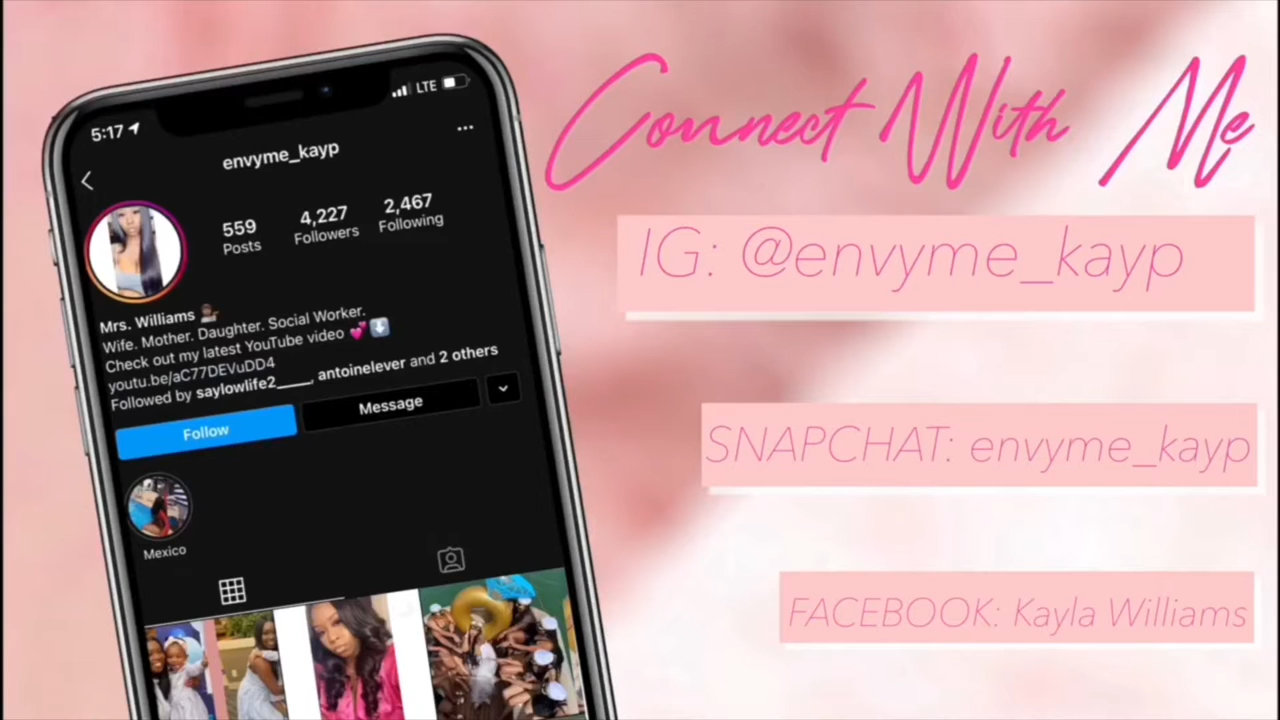 Connect With Me
5:17
LTE
envyme_kayp
559 4,227 2,467
Posts Followers Following
Mrs. Williams
Wife. Mother. Daughter. Social Worker.
Check out my latest YouTube video
youtu.be/aC77DEVuDD4
Followed by saylowlife2_____, antoinelever and 2 others
Follow
Message
Mexico
IG: @envyme_kayp
SNAPCHAT: envyme_kayp
FACEBOOK: Kayla Williams